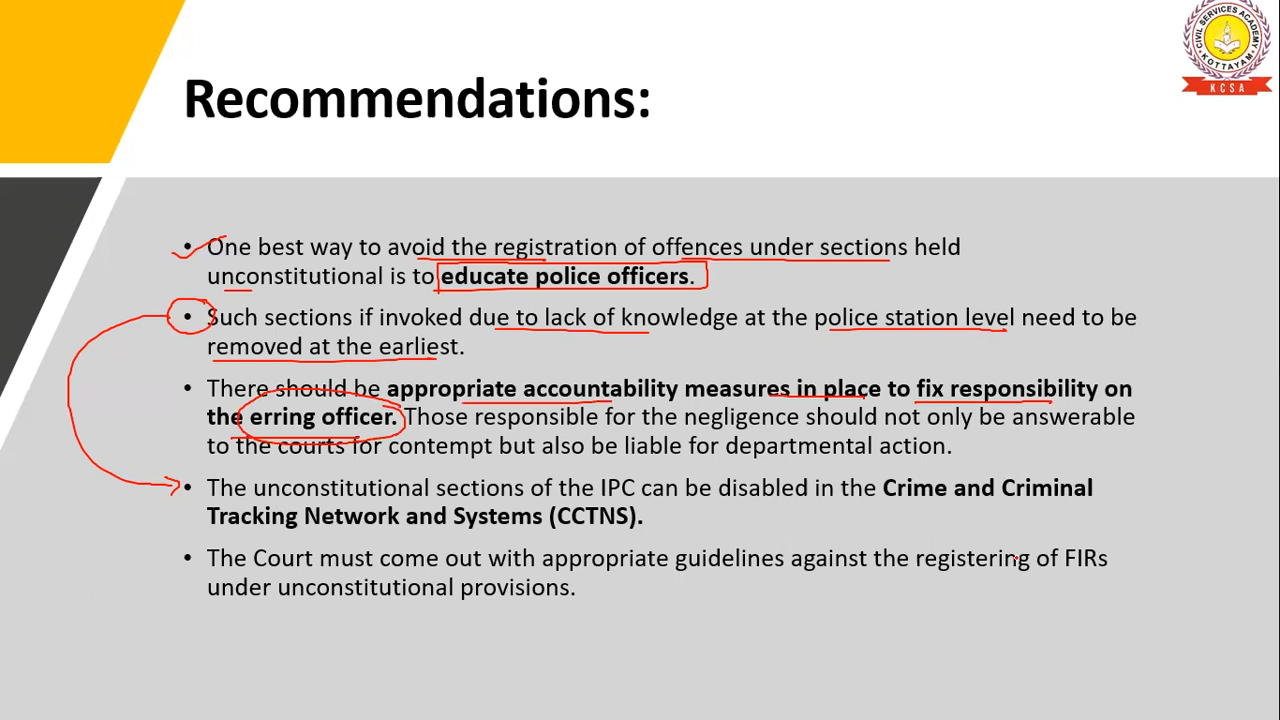 CIVIL SERVICES ACADEMY
KOTTAYAM
KCSA
Recommendations:
• One best way to avoid the registration of offences under sections held
unconstitutional is to educate police officers.
• Such sections if invoked due to lack of knowledge at the police station level need to be
removed at the earliest.
• There should be appropriate accountability measures in place to fix responsibility on
the erring officer. Those responsible for the negligence should not only be answerable
to the courts for contempt but also be liable for departmental action.
• The unconstitutional sections of the IPC can be disabled in the Crime and Criminal
Tracking Network and Systems (CCTNS).
• The Court must come out with appropriate guidelines against the registering of FIRs
under unconstitutional provisions.